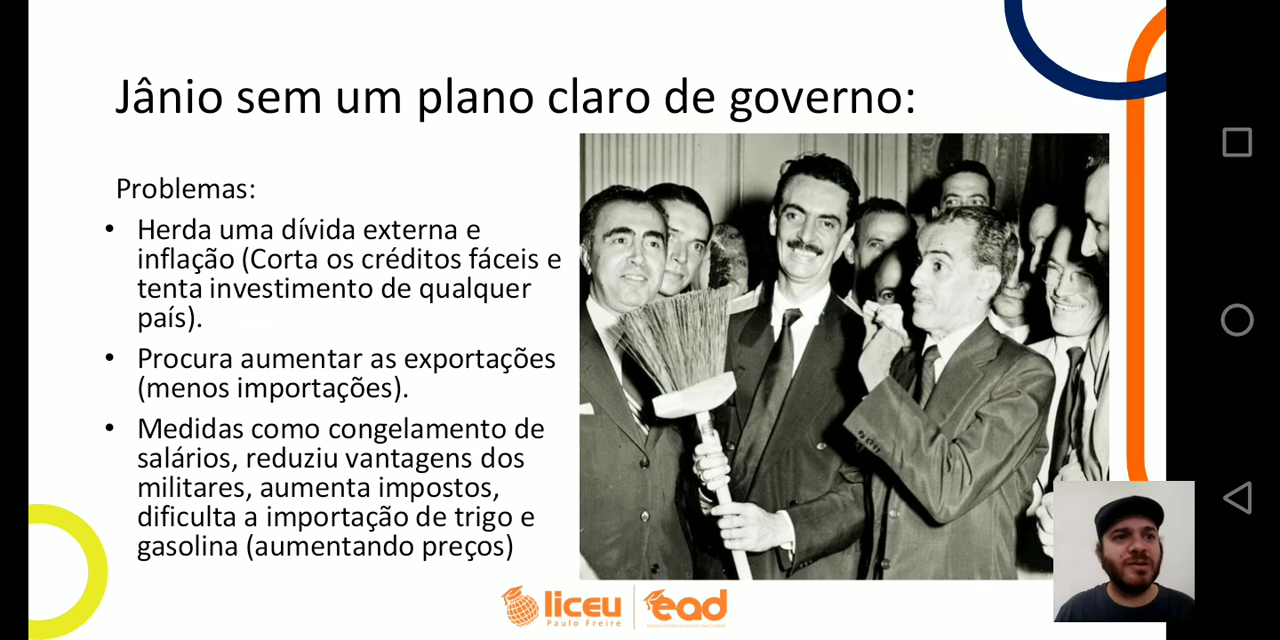 Jânio sem um plano claro de governo:
Problemas:
• Herda uma dívida externa e
inflação (Corta os créditos fáceis e
tenta investimento de qualquer
país).
• Procura aumentar as exportações
(menos importações).
• Medidas como congelamento de
salários, reduziu vantagens dos
militares, aumenta impostos,
dificulta a importação de trigo e
gasolina (aumentando preços)
liceu
Paulo Freire
ead